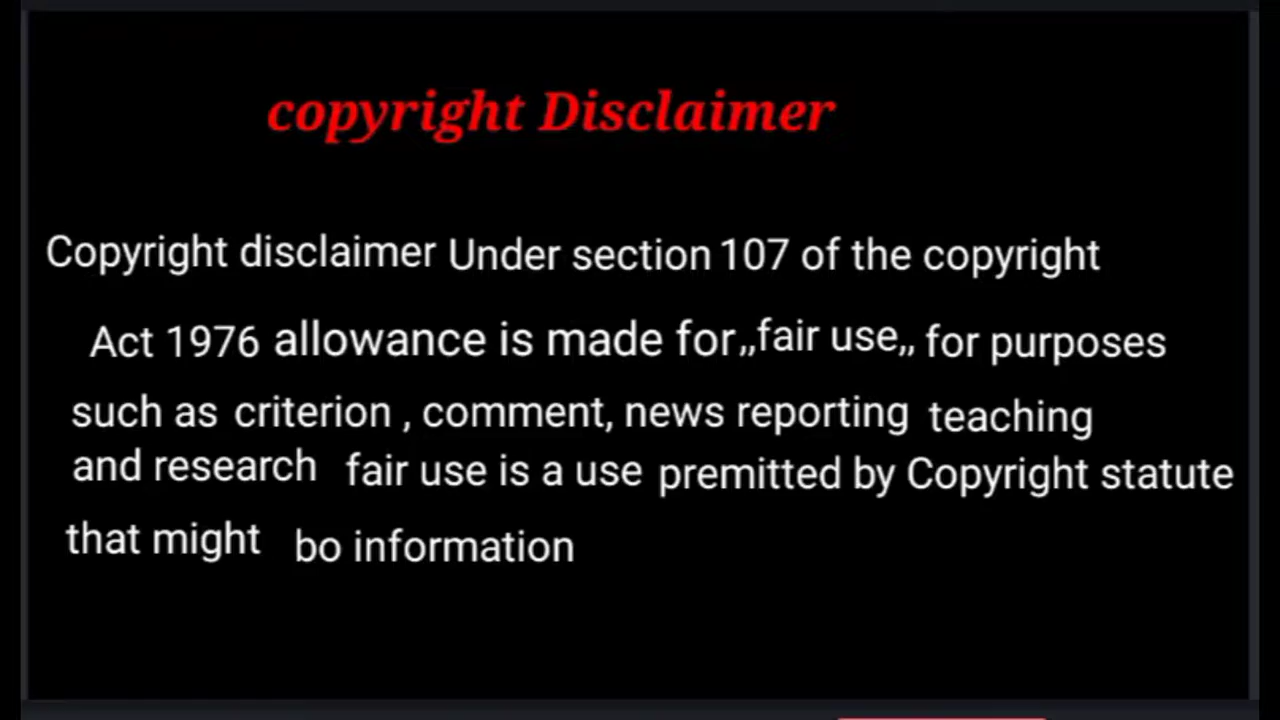 copyright Disclaimer
Copyright disclaimer Under section 107 of the copyright
Act 1976 allowance is made for,,fair use,, for purposes
such as criterion , comment, news reporting teaching
and research fair use is a use premitted by Copyright statute
that might bo information